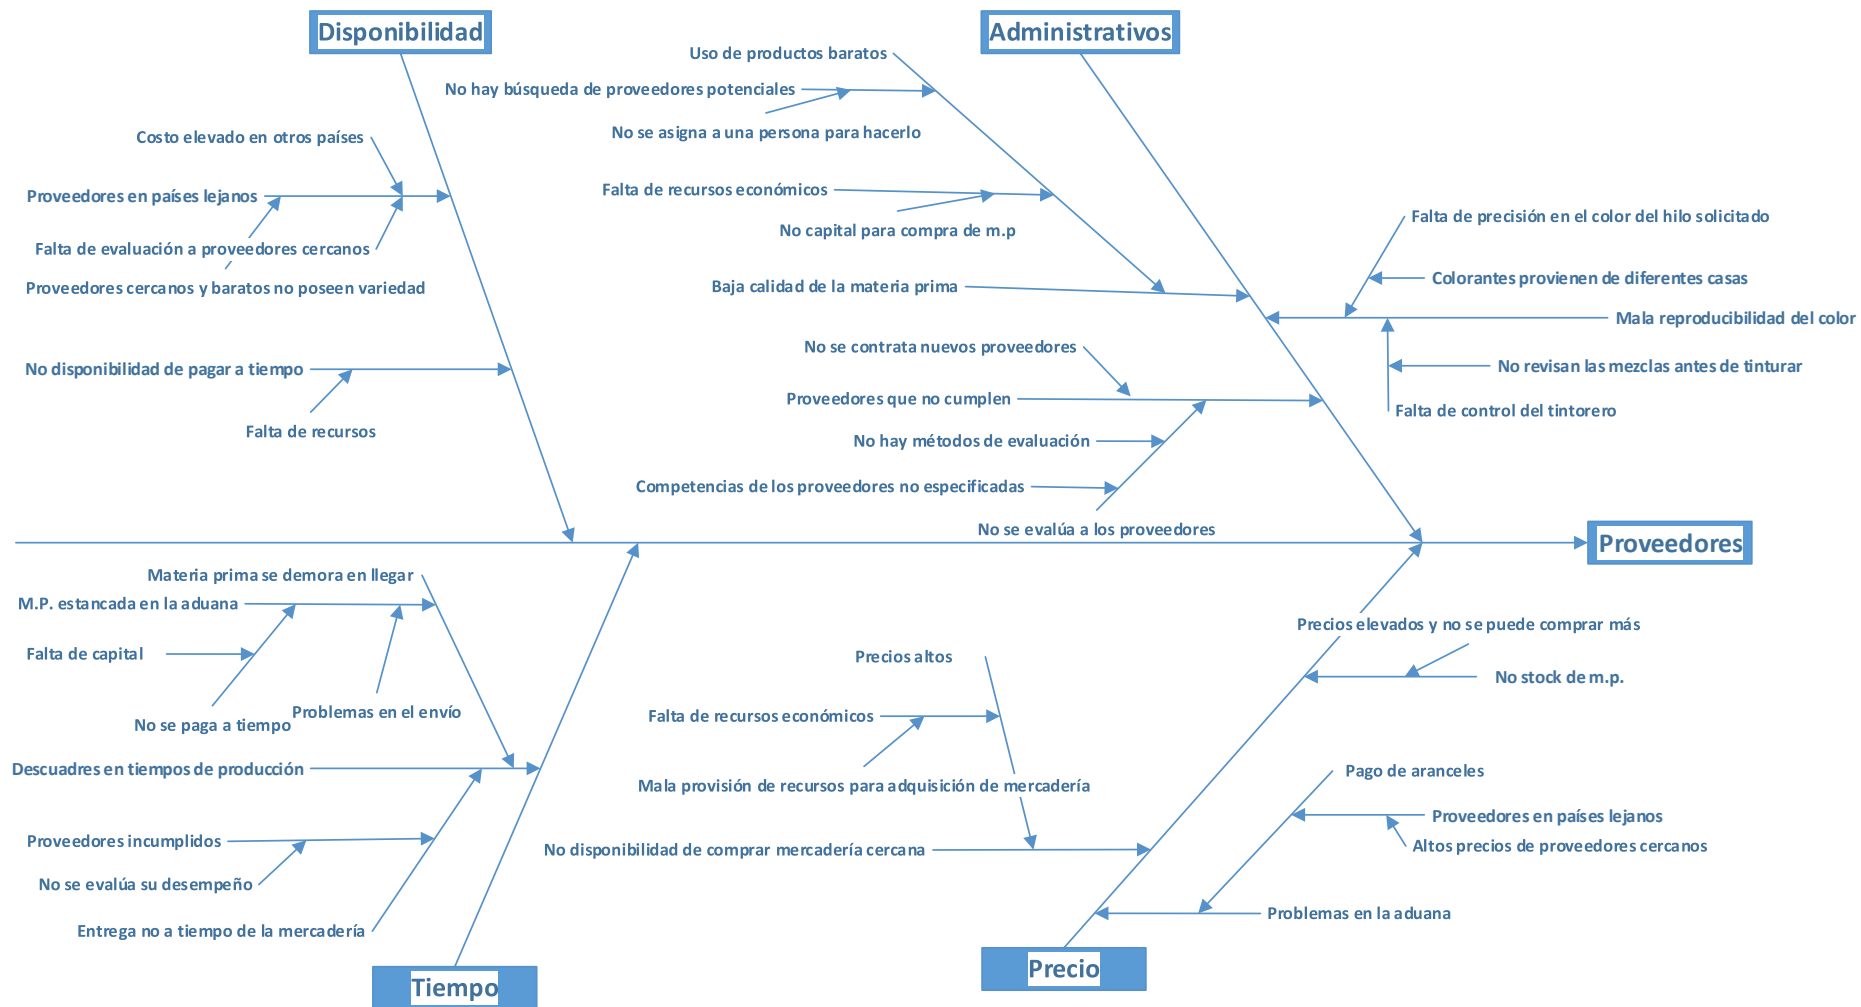 Disponibilidad
Administrativos
Uso de productos baratos
No hay búsqueda de proveedores potenciales
No se asigna a una persona para hacerlo
Costo elevado en otros países
Proveedores en países lejanos
Falta de evaluación a proveedores cercanos
Proveedores cercanos y baratos no poseen variedad
Falta de recursos económicos
No capital para compra de m.p
Baja calidad de la materia prima
Falta de precisión en el color del hilo solicitado
Colorantes provienen de diferentes casas
Mala reproducibilidad del color
No revisan las mezclas antes de tinturar
Falta de control del tintorero
No disponibilidad de pagar a tiempo
Falta de recursos
No se contrata nuevos proveedores
Proveedores que no cumplen
No hay métodos de evaluación
Competencias de los proveedores no especificadas
No se evalúa a los proveedores
Proveedores
Materia prima se demora en llegar
M.P. estancada en la aduana
Falta de capital
No se paga a tiempo
Problemas en el envío
Descuadres en tiempos de producción
Proveedores incumplidos
No se evalúa su desempeño
Entrega no a tiempo de la mercadería
Tiempo
Precios elevados y no se puede comprar más
No stock de m.p.
Precios altos
Falta de recursos económicos
Mala provisión de recursos para adquisición de mercadería
No disponibilidad de comprar mercadería cercana
Pago de aranceles
Proveedores en países lejanos
Altos precios de proveedores cercanos
Problemas en la aduana
Precio